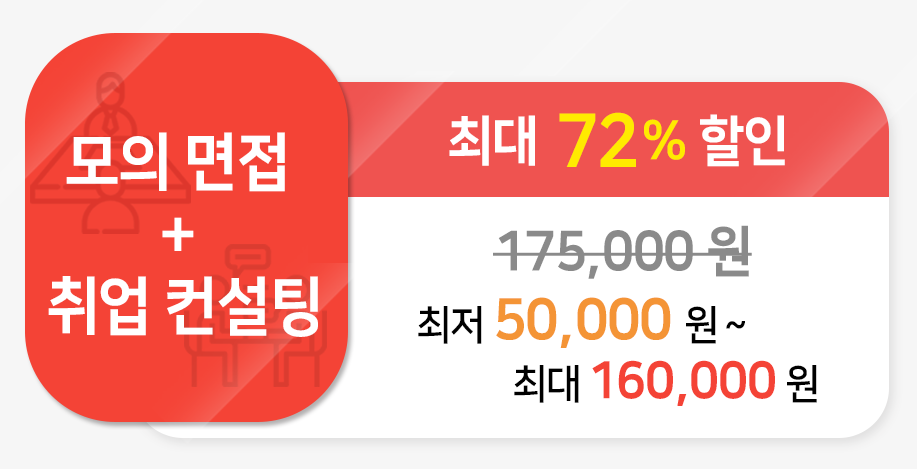 모의 면접
+
취업 컨설팅
최대 72% 할인
175,000 원
최저 50,000 원 ~
최대 160,000 원